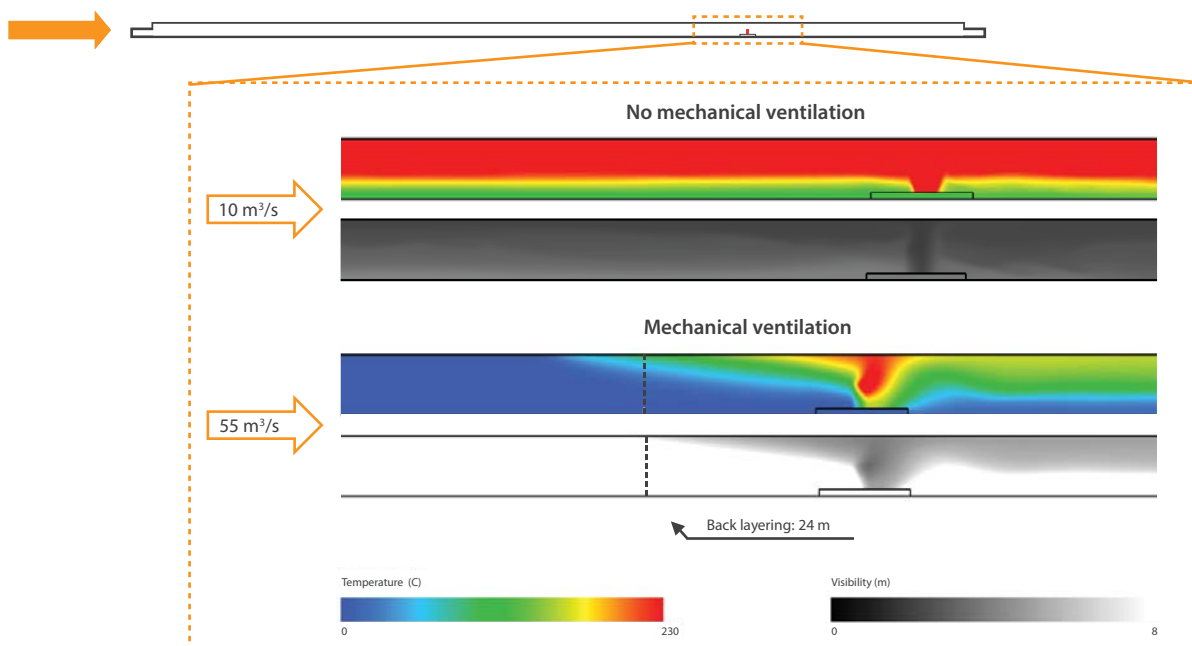 No mechanical ventilation
10 m³/s
Mechanical ventilation
55 m³/s
Back layering: 24 m
Temperature (C)
0
230
Visibility (m)
0
8